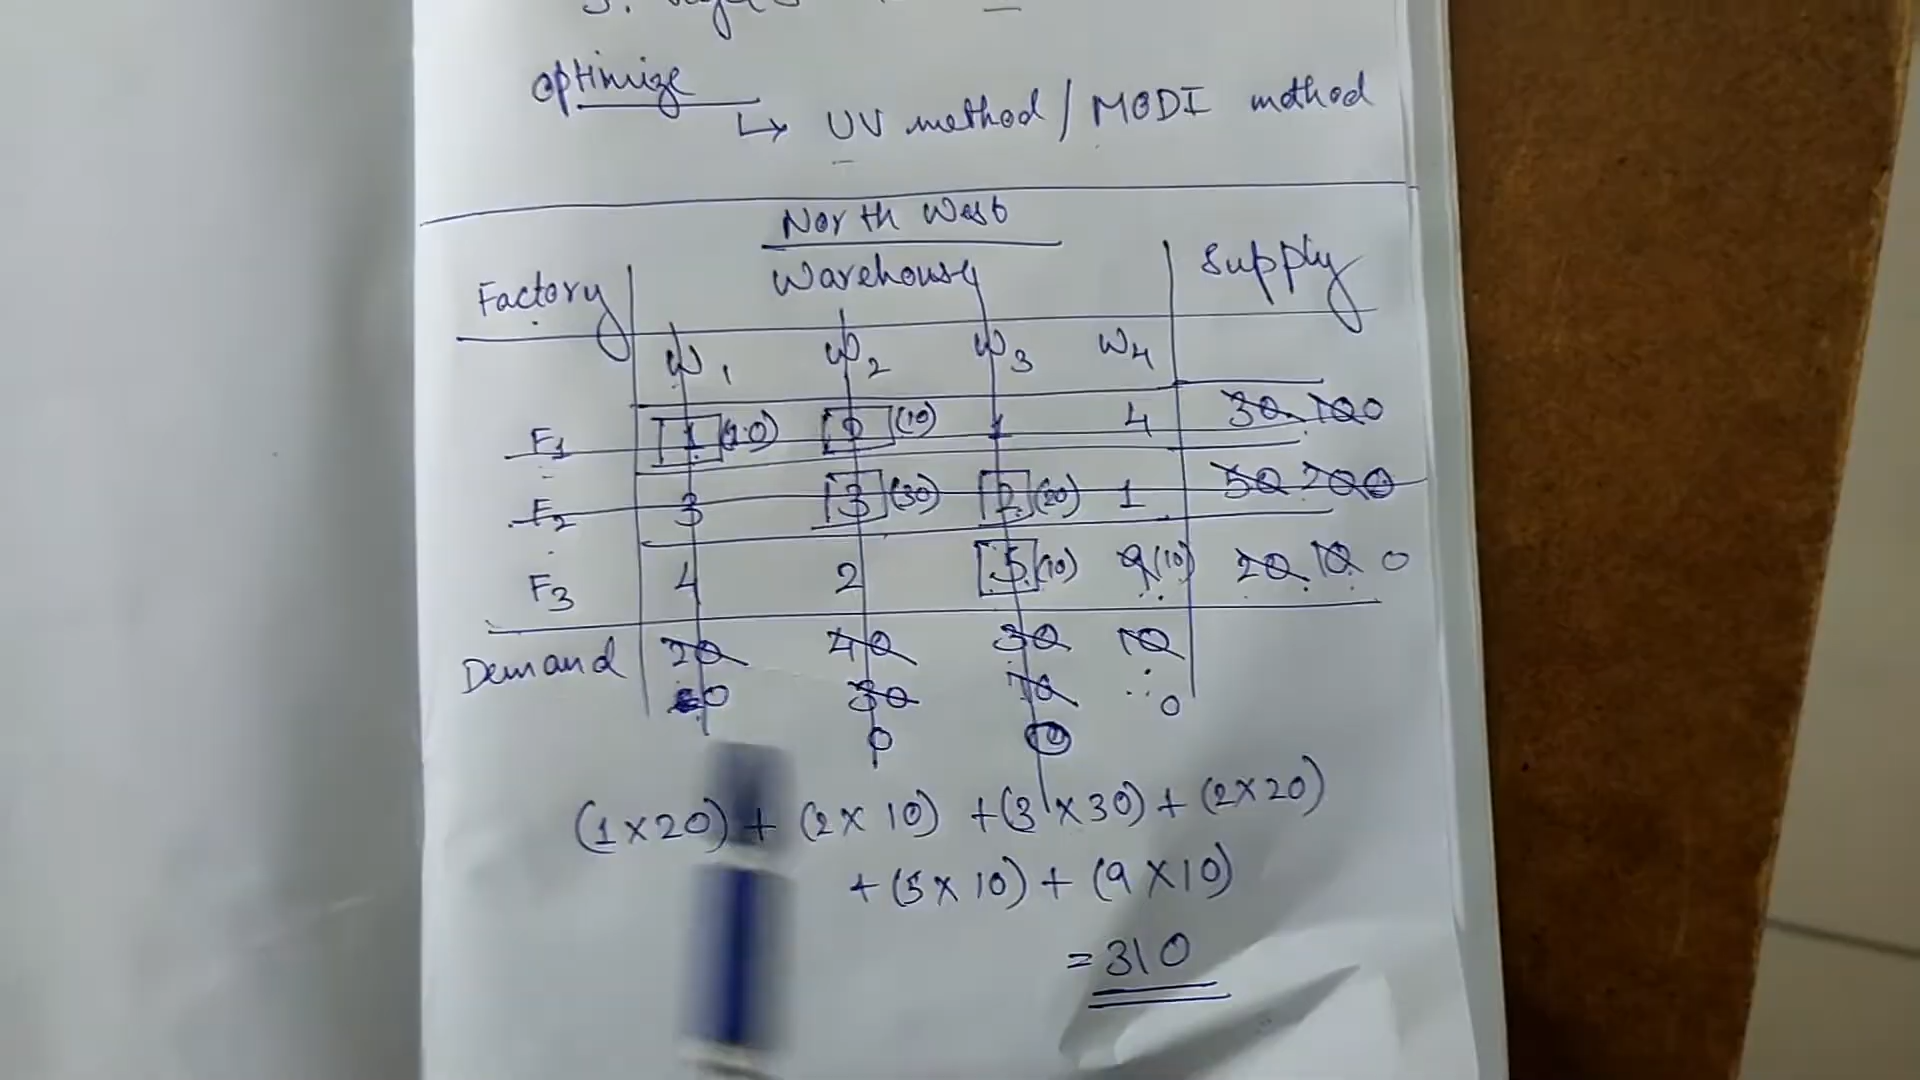 optimize
↳ UV method / MODI method
North West
Factory Warehouse Supply
W1 W2 W3 W4
F1 1 (20) (10) 1 4 30 10 0
F2 3 3 (30) 2 (20) 1 50 20 0
F3 4 2 5 (10) 9 (10) 20 10 0
Demand 20 40 30 10
0 30 10 0
0
(1×20) + (2×10) + (3×30) + (2×20)
+ (5×10) + (9×10)
= 310